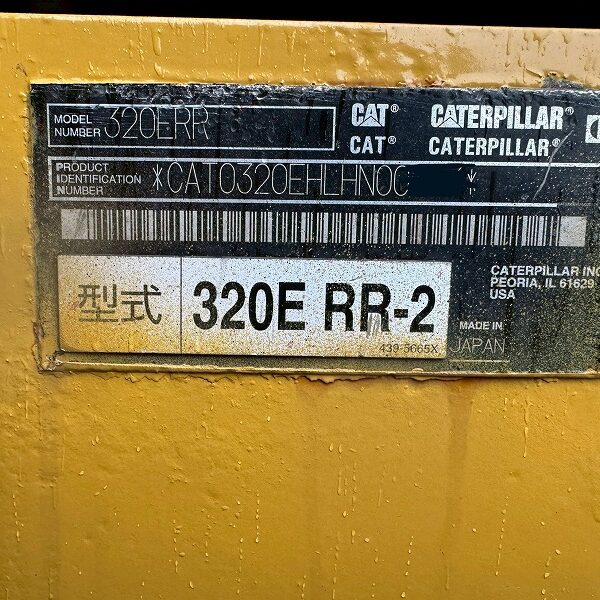 MODEL NUMBER 320ERR
CAT® CATERPILLAR®
CAT® CATERPILLAR®
PRODUCT IDENTIFICATION NUMBER *CAT0320EHLHN0C
CATERPILLAR INC
PEORIA, IL 61629
USA
型式 320E RR-2
439-5665X
MADE IN JAPAN